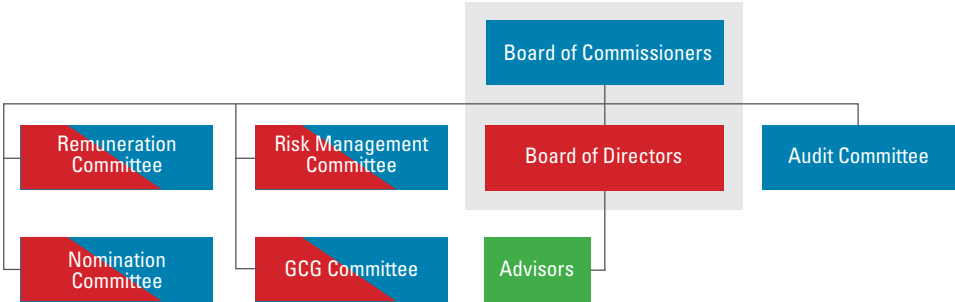 Board of Commissioners
Remuneration
Committee
Risk Management
Committee
Board of Directors
Audit Committee
Nomination
Committee
GCG Committee
Advisors